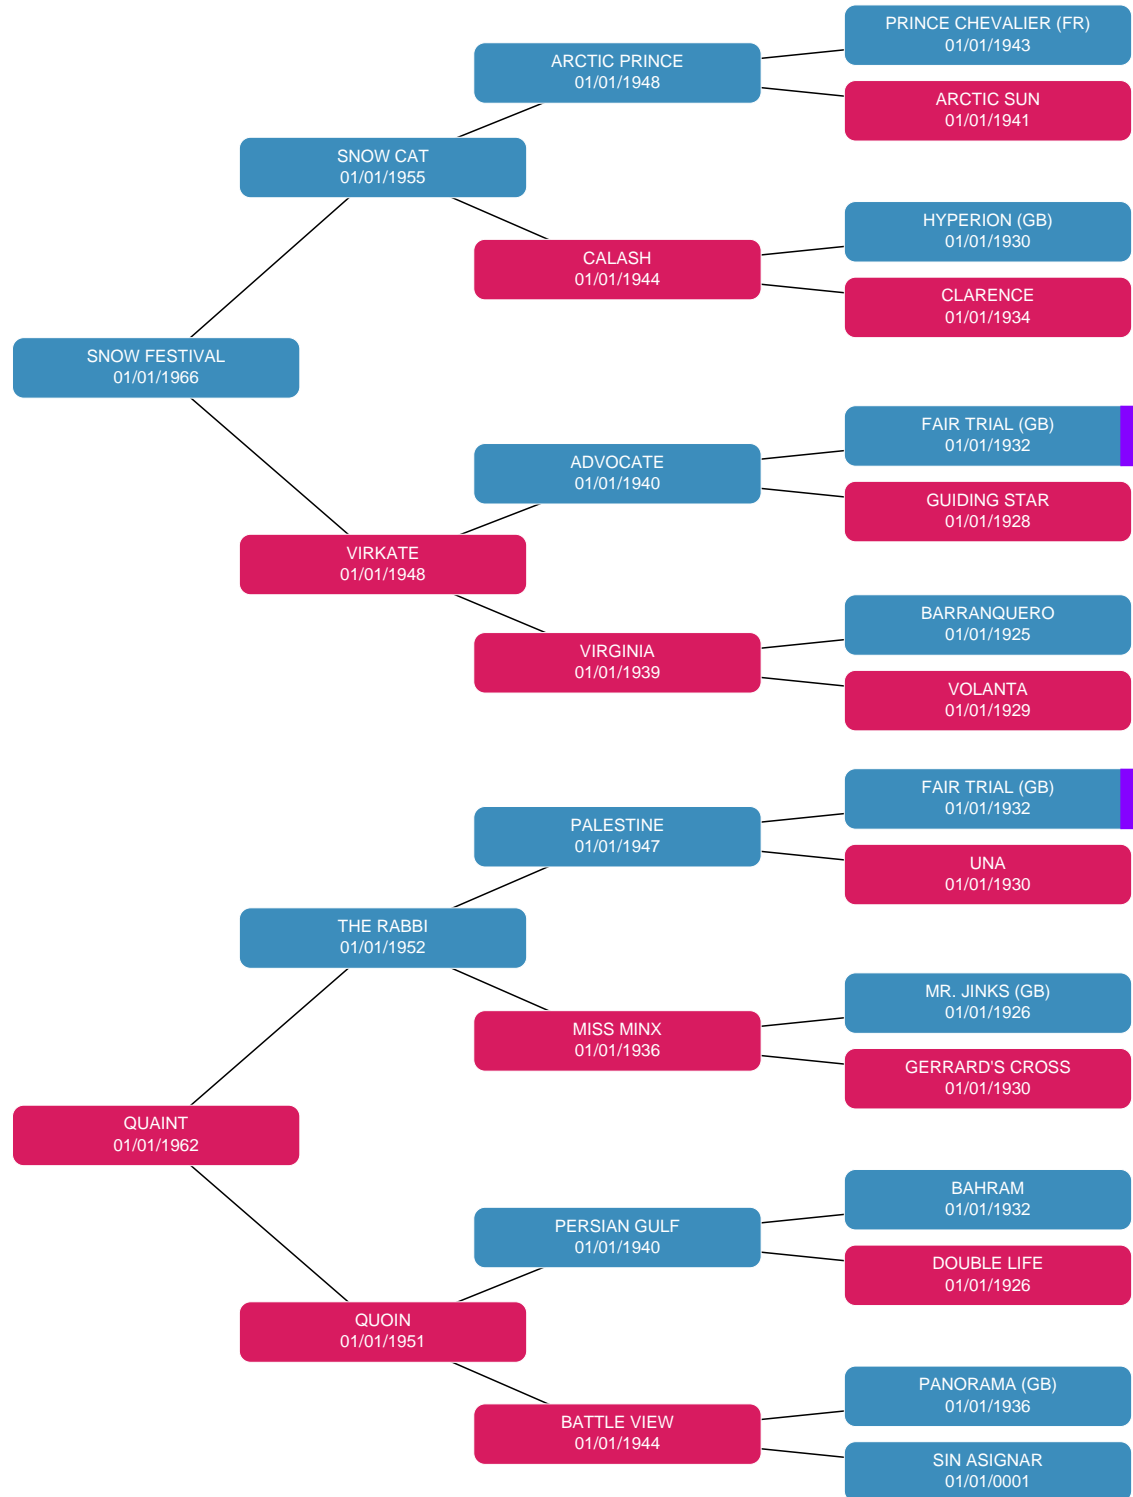 PRINCE CHEVALIER (FR)
01/01/1943
ARCTIC PRINCE
01/01/1948
ARCTIC SUN
01/01/1941
SNOW CAT
01/01/1955
HYPERION (GB)
01/01/1930
CALASH
01/01/1944
CLARENCE
01/01/1934
SNOW FESTIVAL
01/01/1966
FAIR TRIAL (GB)
01/01/1932
ADVOCATE
01/01/1940
GUIDING STAR
01/01/1928
VIRKATE
01/01/1948
BARRANQUERO
01/01/1925
VIRGINIA
01/01/1939
VOLANTA
01/01/1929
FAIR TRIAL (GB)
01/01/1932
PALESTINE
01/01/1947
UNA
01/01/1930
THE RABBI
01/01/1952
MR. JINKS (GB)
01/01/1926
MISS MINX
01/01/1936
GERRARD'S CROSS
01/01/1930
QUAINT
01/01/1962
BAHRAM
01/01/1932
PERSIAN GULF
01/01/1940
DOUBLE LIFE
01/01/1926
QUOIN
01/01/1951
PANORAMA (GB)
01/01/1936
BATTLE VIEW
01/01/1944
SIN ASIGNAR
01/01/0001